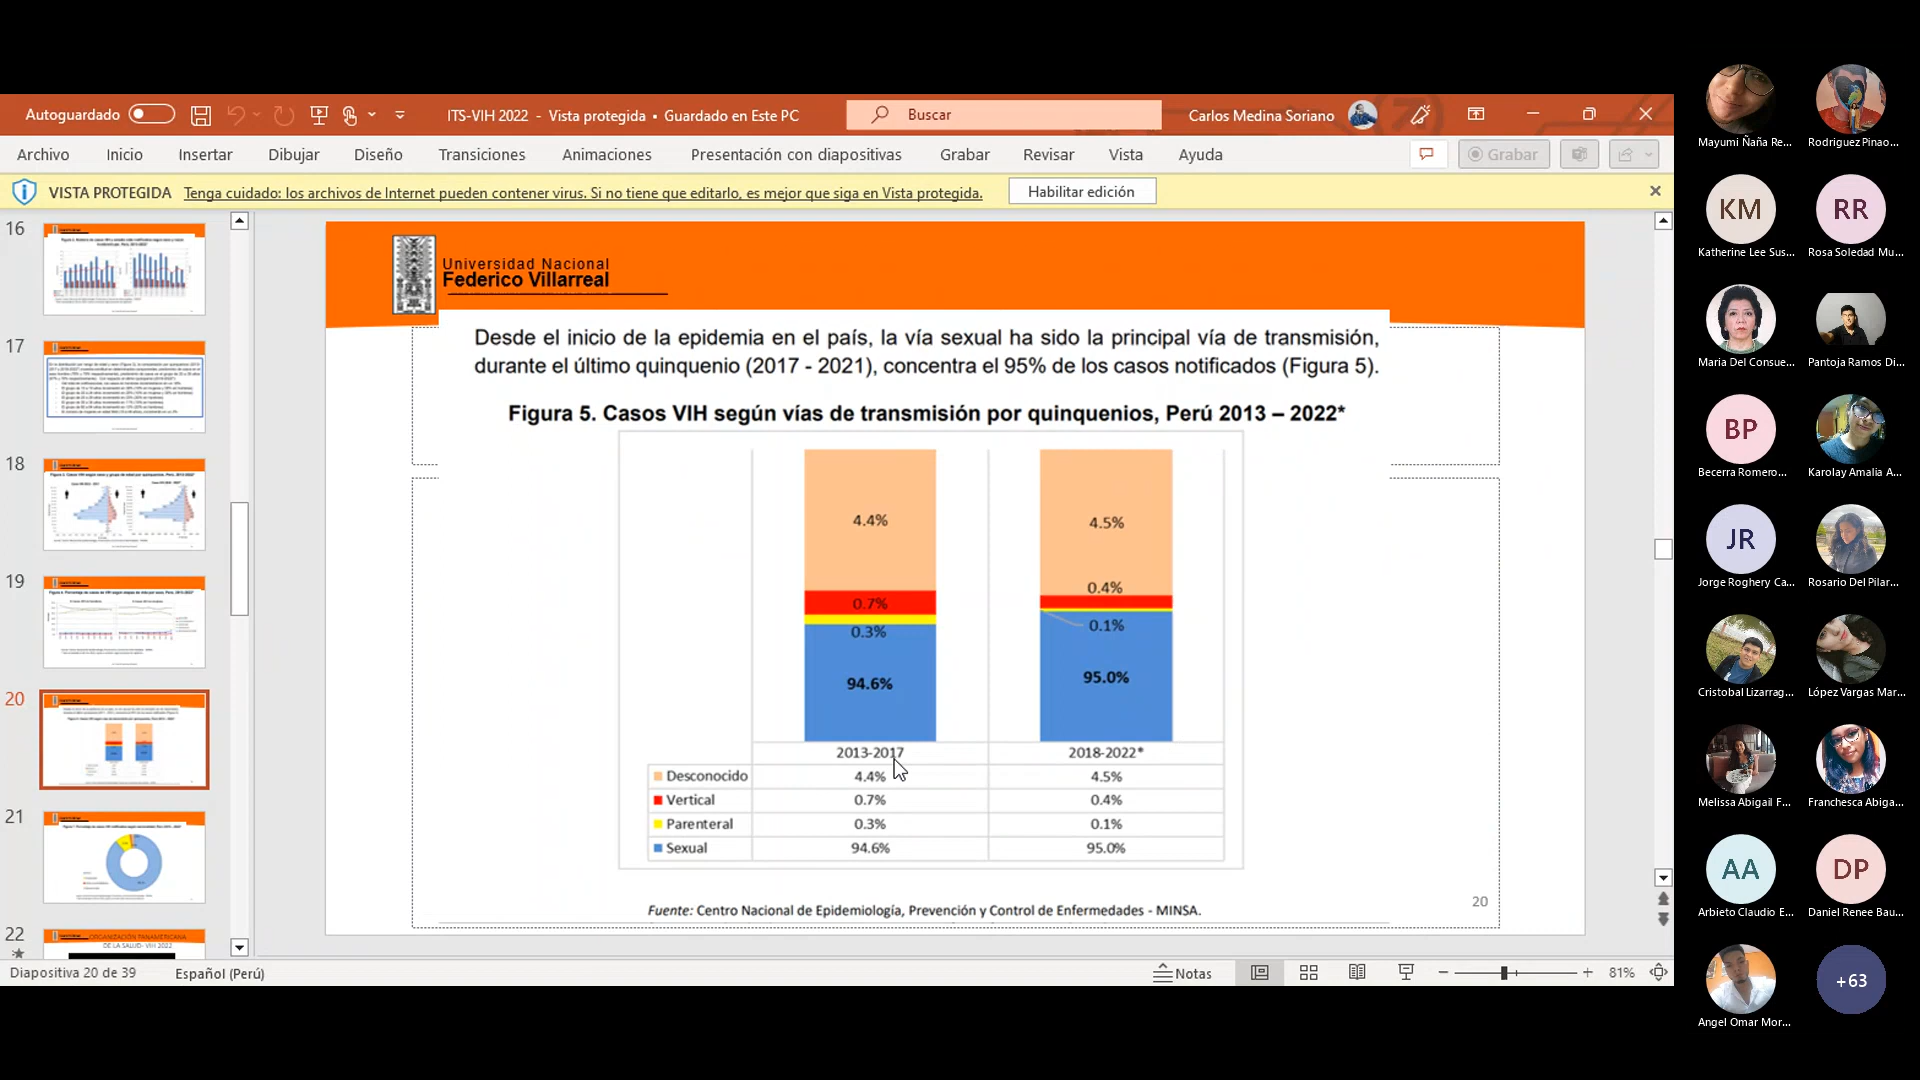 Autoguardado
ITS-VIH 2022 - Vista protegida • Guardado en Este PC
Buscar
Carlos Medina Soriano
Archivo Inicio Insertar Dibujar Diseño Transiciones Animaciones Presentación con diapositivas Grabar Revisar Vista Ayuda
Grabar
VISTA PROTEGIDA Tenga cuidado: los archivos de Internet pueden contener virus. Si no tiene que editarlo, es mejor que siga en Vista protegida.
Habilitar edición
16
17
18
19
20
21
22
ORGANIZACIÓN PANAMERICANA
DE LA SALUD- VIH 2022
Universidad Nacional
Federico Villarreal
Desde el inicio de la epidemia en el país, la vía sexual ha sido la principal vía de transmisión,
durante el último quinquenio (2017 - 2021), concentra el 95% de los casos notificados (Figura 5).
Figura 5. Casos VIH según vías de transmisión por quinquenios, Perú 2013 – 2022*
4.4%
0.7%
0.3%
94.6%
4.5%
0.4%
0.1%
95.0%
2013-2017 2018-2022*
Desconocido 4.4% 4.5%
Vertical 0.7% 0.4%
Parenteral 0.3% 0.1%
Sexual 94.6% 95.0%
Fuente: Centro Nacional de Epidemiología, Prevención y Control de Enfermedades - MINSA.
20
Diapositiva 20 de 39
Español (Perú)
Notas
81%
Mayumi Ñaña Re...
Rodriguez Pinao...
KM
Katherine Lee Sus...
RR
Rosa Soledad Mu...
Maria Del Consue...
Pantoja Ramos Di...
BP
Becerra Romero...
Karolay Amalia A...
JR
Jorge Roghery Ca...
Rosario Del Pilar...
Cristobal Lizarrag...
López Vargas Mar...
Melissa Abigail F...
Franchesca Abiga...
AA
Arbieto Claudio E...
DP
Daniel Renee Bau...
Angel Omar Mor...
+63